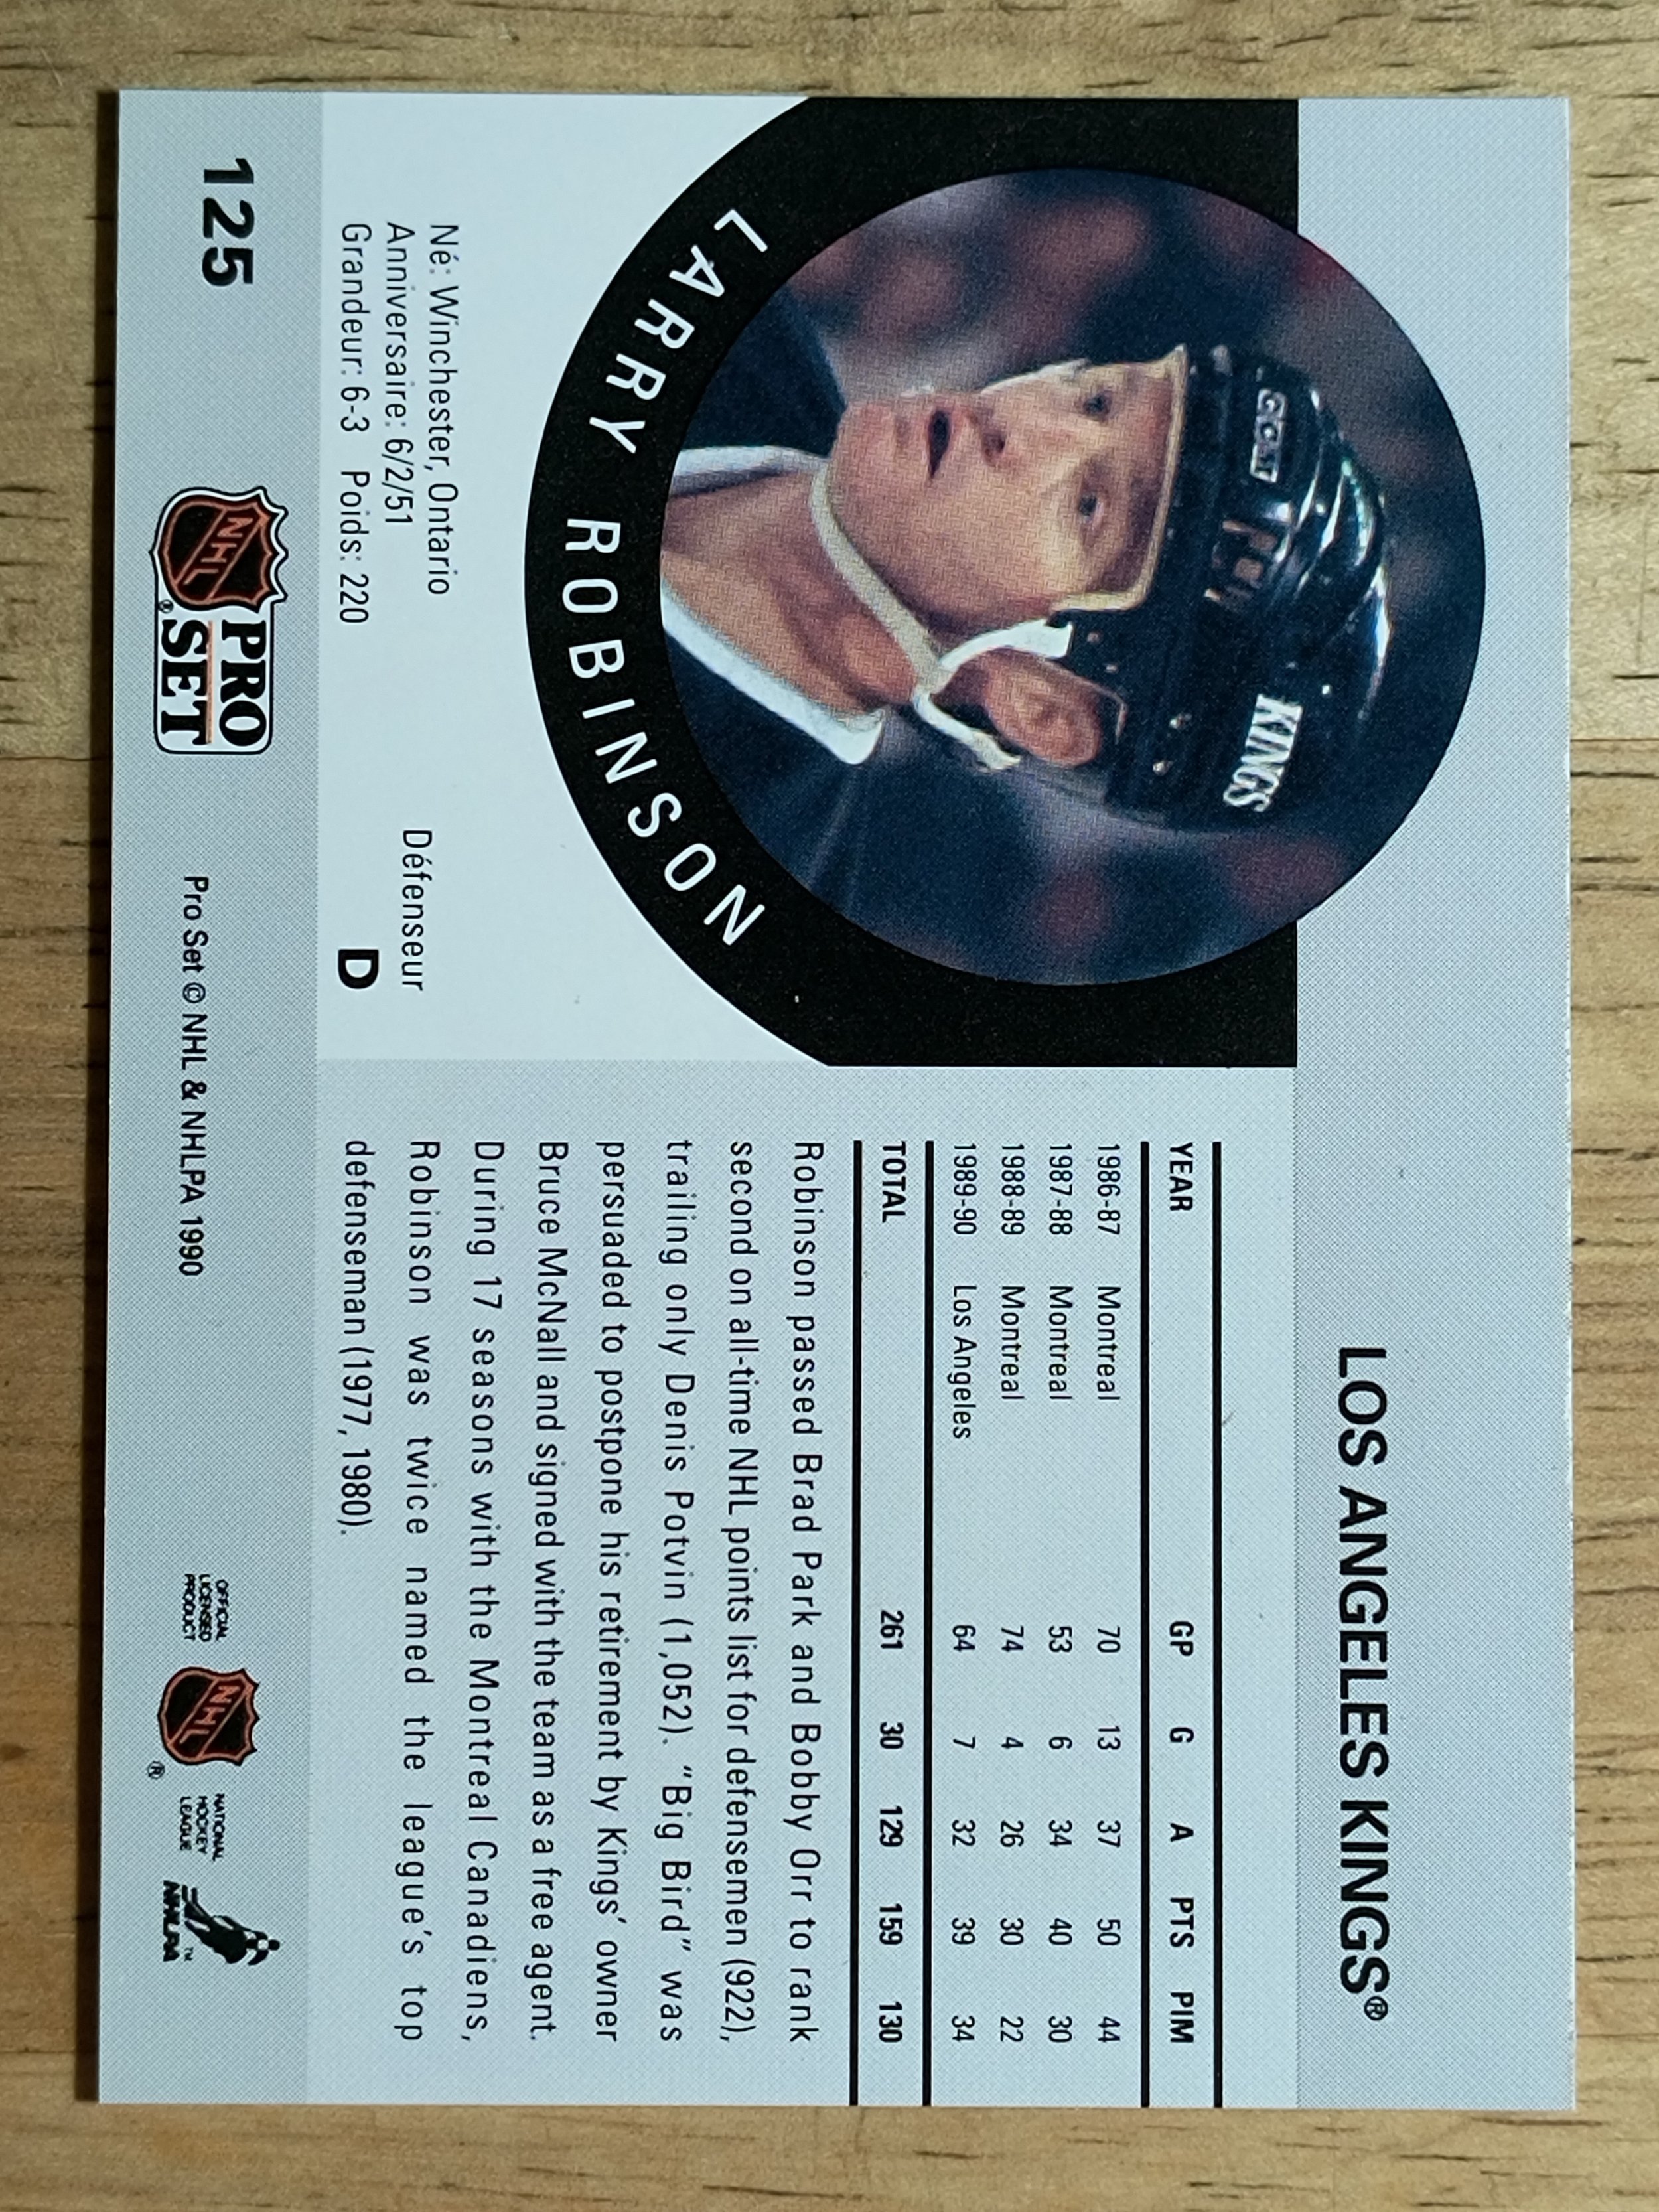 LOS ANGELES KINGS®
CCM
KINGS
LARRY ROBINSON
Né: Winchester, Ontario
Anniversaire: 6/2/51
Grandeur: 6-3 Poids: 220
Défenseur
D
YEAR GP G A PTS PIM
1986-87 Montreal 70 13 37 50 44
1987-88 Montreal 53 6 34 40 30
1988-89 Montreal 74 4 26 30 22
1989-90 Los Angeles 64 7 32 39 34
TOTAL 261 30 129 159 130
Robinson passed Brad Park and Bobby Orr to rank
second on all-time NHL points list for defensemen (922),
trailing only Denis Potvin (1,052). "Big Bird" was
persuaded to postpone his retirement by Kings' owner
Bruce McNall and signed with the team as a free agent.
During 17 seasons with the Montreal Canadiens,
Robinson was twice named the league's top
defenseman (1977, 1980).
125
NHL®
PRO
SET
Pro Set © NHL & NHLPA 1990
OFFICIAL
LICENSED
PRODUCT
NHL®
NATIONAL
HOCKEY
LEAGUE
NHLPA™